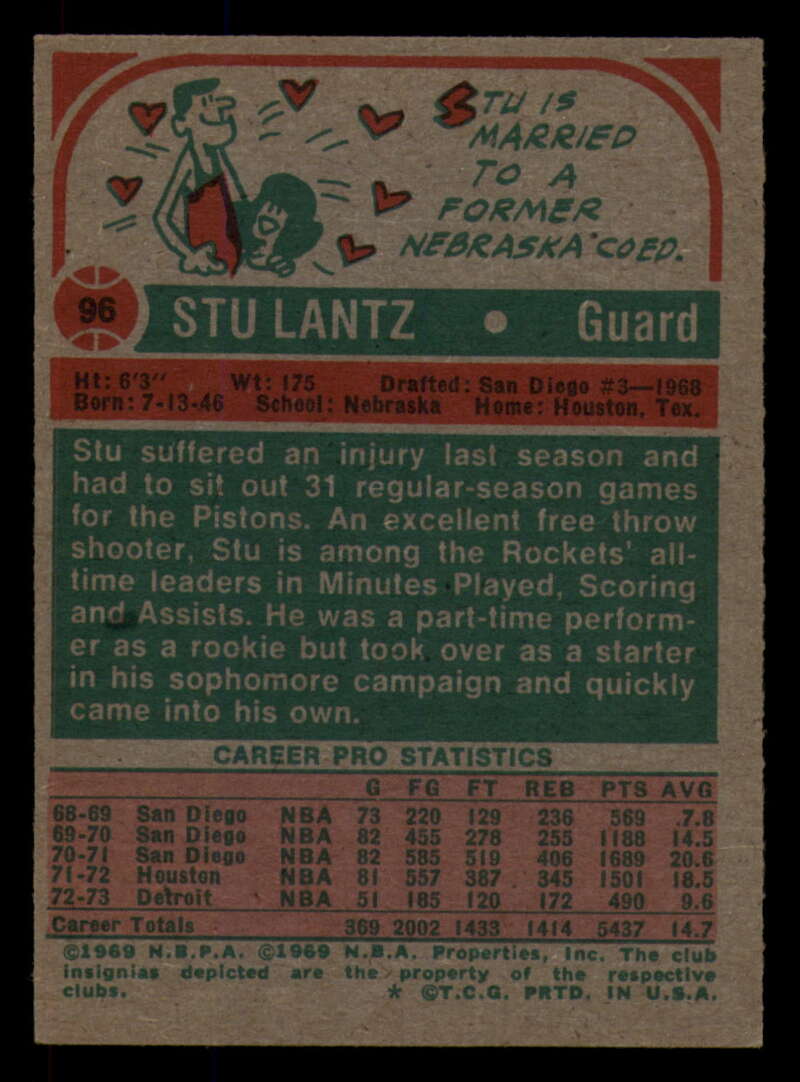 STU IS
MARRIED
TO A
FORMER
NEBRASKA COED.
96 STU LANTZ • Guard
Ht: 6'3" Wt: 175 Drafted: San Diego #3—1968
Born: 7-13-46 School: Nebraska Home: Houston, Tex.
Stu suffered an injury last season and
had to sit out 31 regular-season games
for the Pistons. An excellent free throw
shooter, Stu is among the Rockets' all-
time leaders in Minutes Played, Scoring
and Assists. He was a part-time perform-
er as a rookie but took over as a starter
in his sophomore campaign and quickly
came into his own.
CAREER PRO STATISTICS
G FG FT REB PTS AVG
68-69 San Diego NBA 73 220 129 236 569 .7.8
69-70 San Diego NBA 82 455 278 255 1188 14.5
70-71 San Diego NBA 82 585 519 406 1689 20.6
71-72 Houston NBA 81 557 387 345 1501 18.5
72-73 Detroit NBA 51 185 120 172 490 9.6
Career Totals 369 2002 1433 1414 5437 14.7
©1969 N.B.P.A. ©1969 N.B.A. Properties, Inc. The club
insignias depicted are the property of the respective
clubs. * ©T.C.G. PRTD. IN U.S.A.